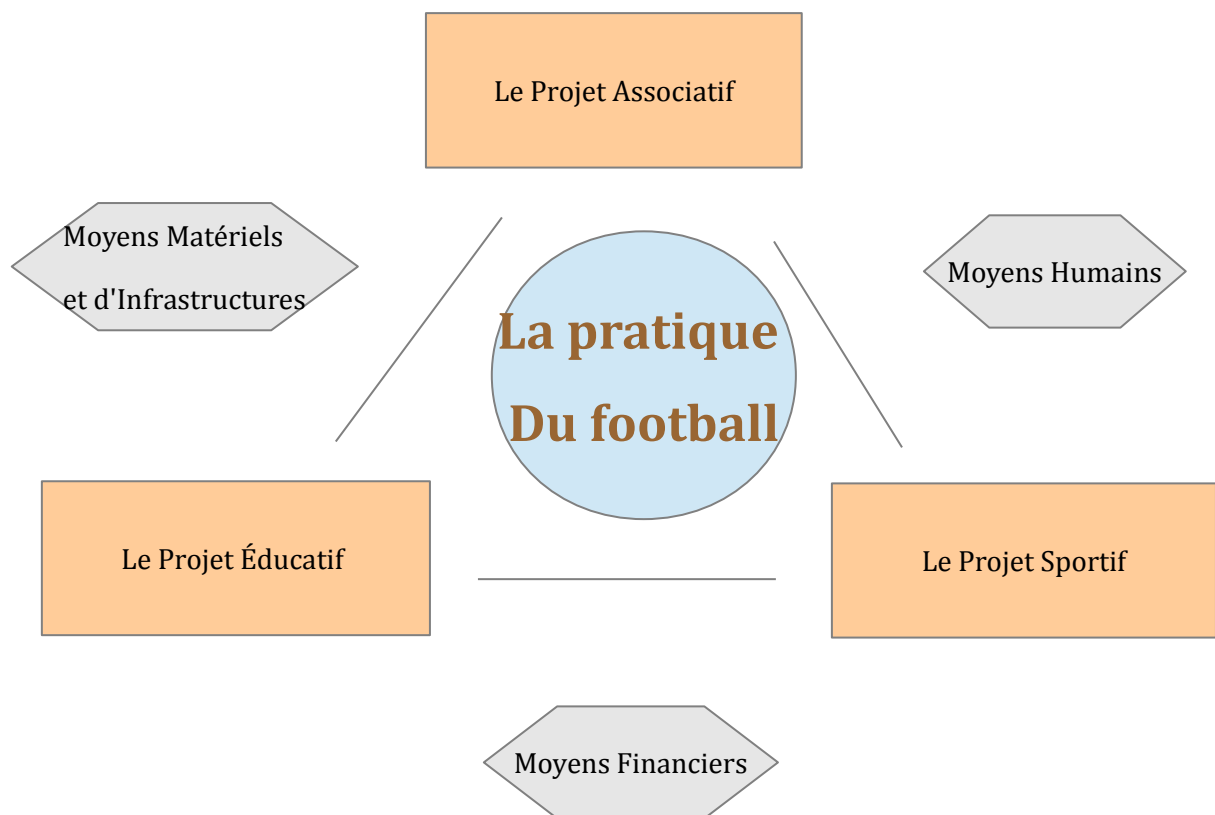 Le Projet Associatif
Moyens Matériels
et d'Infrastructures
Moyens Humains
La pratique
Du football
Le Projet Éducatif
Le Projet Sportif
Moyens Financiers